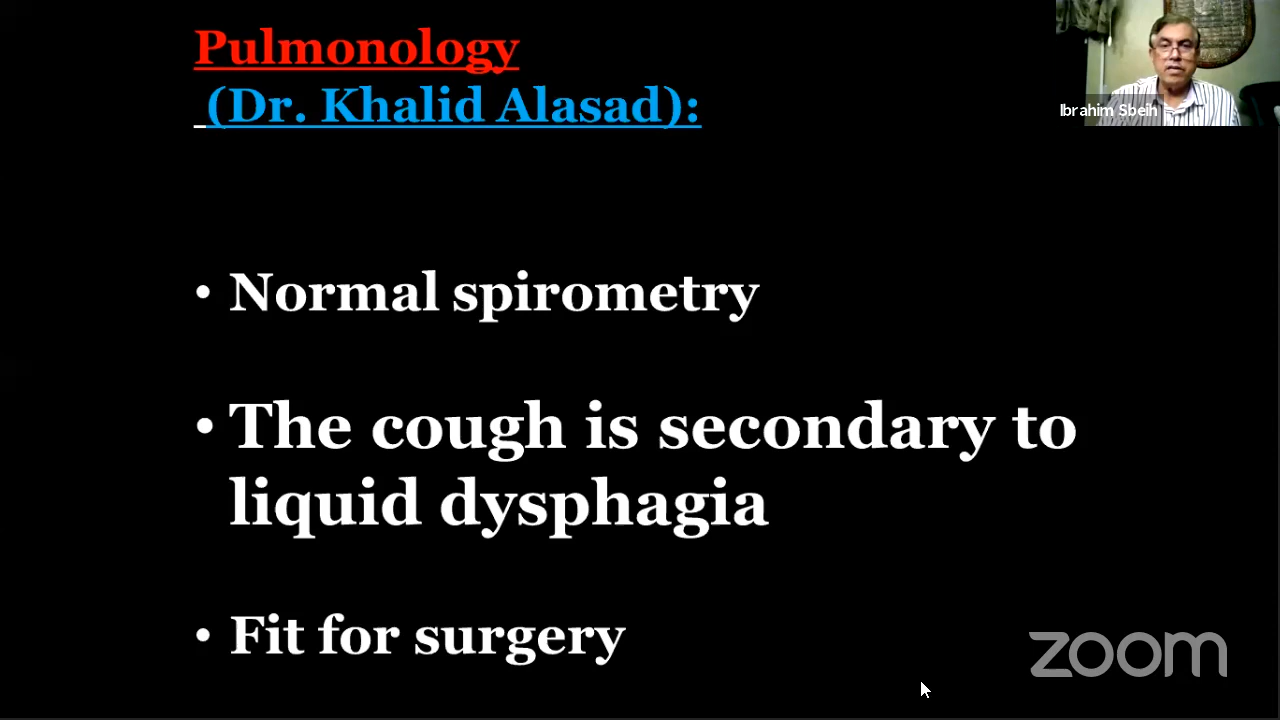 Pulmonology
(Dr. Khalid Alasad):
Ibrahim Sbeih
• Normal spirometry
• The cough is secondary to
liquid dysphagia
• Fit for surgery
zoom